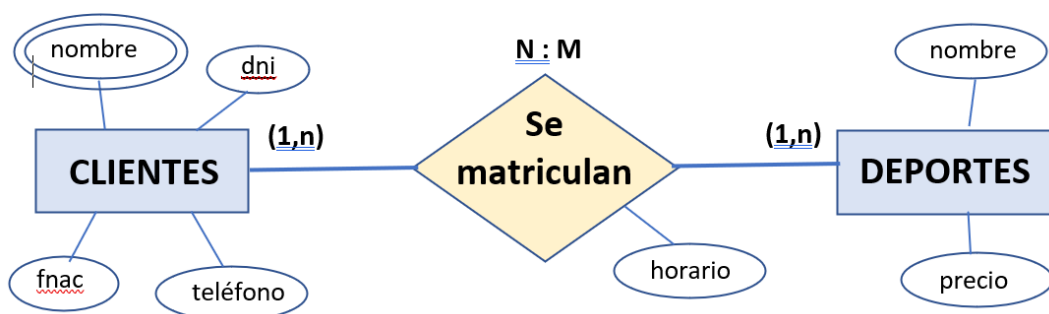 nombre
dni
N : M
nombre
(1,n)
Se
matriculan
(1,n)
CLIENTES
DEPORTES
fnac
teléfono
horario
precio